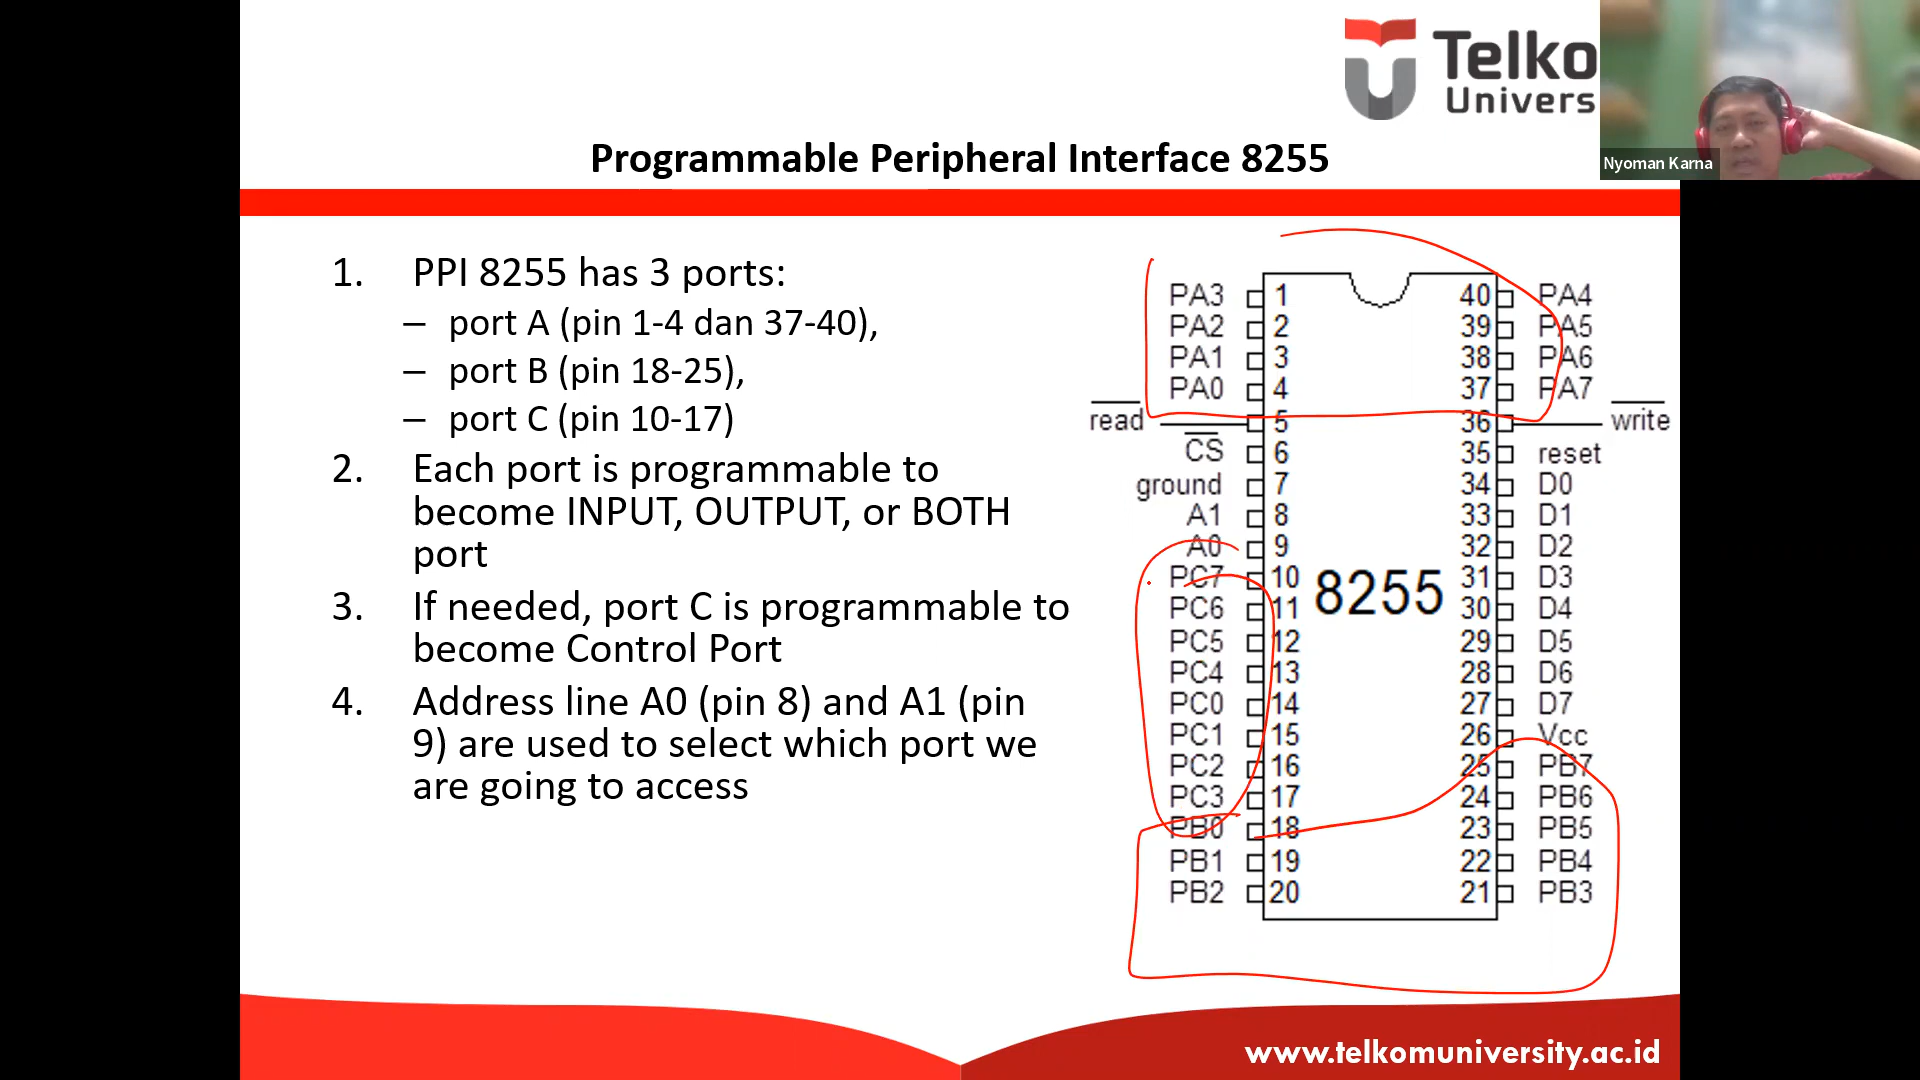 Telko
Univers
Nyoman Karna
Programmable Peripheral Interface 8255
1. PPI 8255 has 3 ports:
– port A (pin 1-4 dan 37-40),
– port B (pin 18-25),
– port C (pin 10-17)
2. Each port is programmable to
become INPUT, OUTPUT, or BOTH
port
3. If needed, port C is programmable to
become Control Port
4. Address line A0 (pin 8) and A1 (pin
9) are used to select which port we
are going to access
PA3 1 40 PA4
PA2 2 39 PA5
PA1 3 38 PA6
PA0 4 37 PA7
read 5 36 write
CS 6 35 reset
ground 7 34 D0
A1 8 33 D1
A0 9 32 D2
PC7 10 31 D3
8255
PC6 11 30 D4
PC5 12 29 D5
PC4 13 28 D6
PC0 14 27 D7
PC1 15 26 Vcc
PC2 16 25 PB7
PC3 17 24 PB6
PB0 18 23 PB5
PB1 19 22 PB4
PB2 20 21 PB3
www.telkomuniversity.ac.id